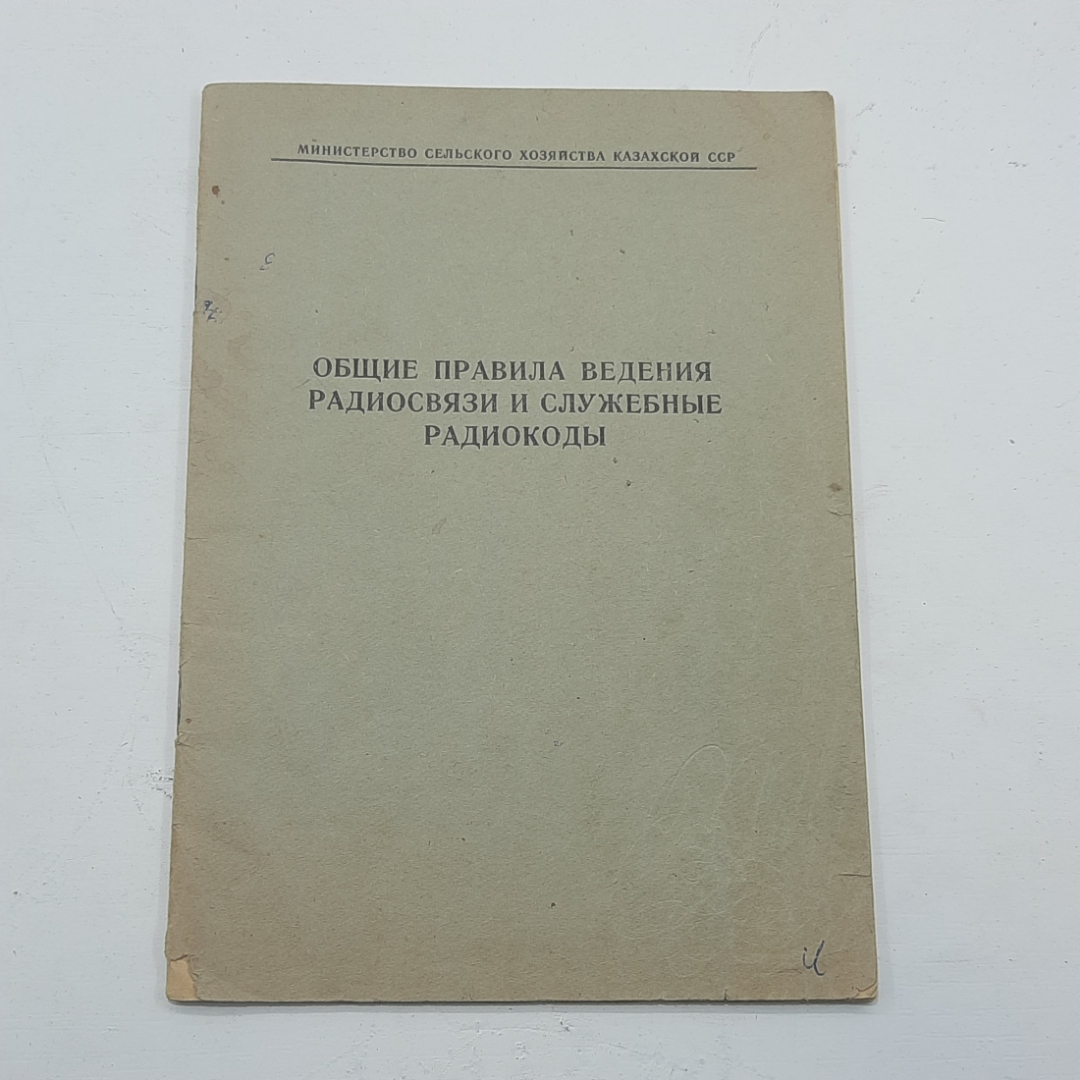 МИНИСТЕРСТВО СЕЛЬСКОГО ХОЗЯЙСТВА КАЗАХСКОЙ ССР
ОБЩИЕ ПРАВИЛА ВЕДЕНИЯ
РАДИОСВЯЗИ И СЛУЖЕБНЫЕ
РАДИОКОДЫ